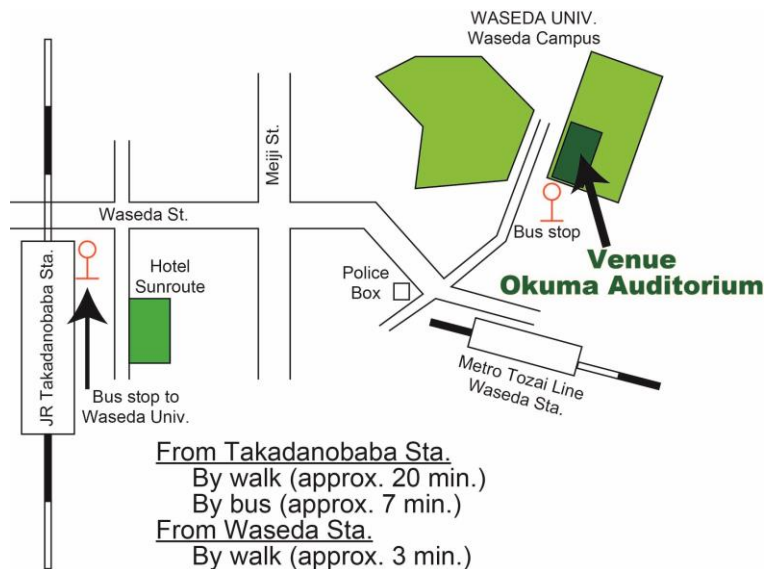 WASEDA UNIV.
Waseda Campus
Meiji St.
Waseda St.
Bus stop
Venue
Okuma Auditorium
Hotel
Sunroute
Police
Box
JR Takadanobaba Sta.
Metro Tozai Line
Waseda Sta.
Bus stop to
Waseda Univ.
From Takadanobaba Sta.
By walk (approx. 20 min.)
By bus (approx. 7 min.)
From Waseda Sta.
By walk (approx. 3 min.)